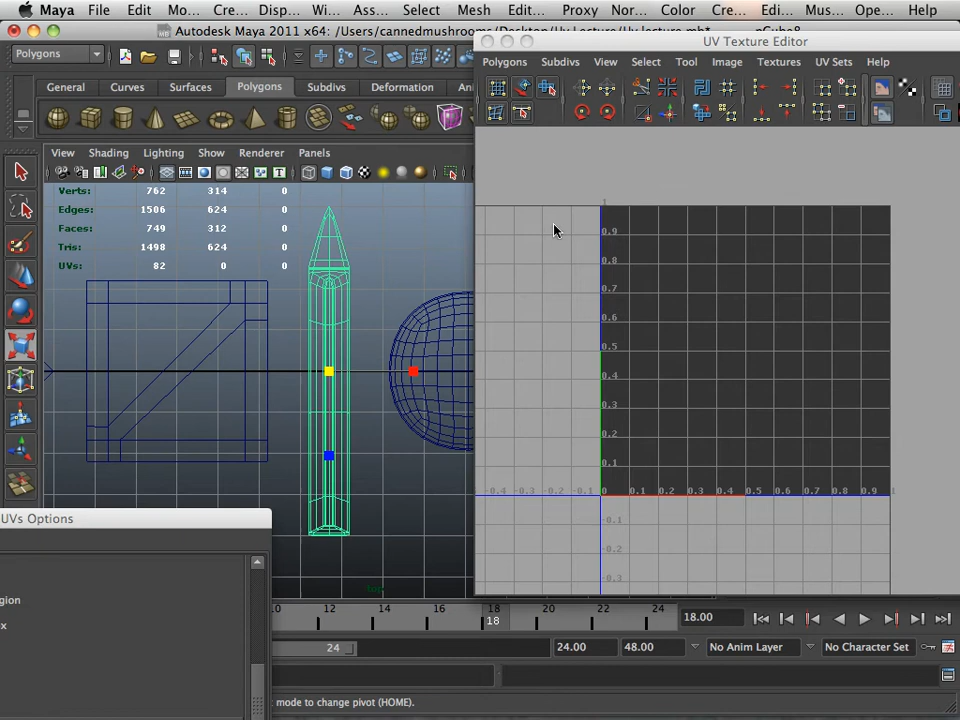 Maya File Edit Mo... Cre... Disp... Wi... Ass... Select Mesh Edit... Proxy Nor... Color Cre... Edi... Mus... Ope... Help
Autodesk Maya 2011 x64: /Users/cannedmushrooms/Desktop/Uv Lecture/Uv lecture.mb*
UV Texture Editor
Polygons
Polygons Subdivs View Select Tool Image Textures UV Sets Help
General Curves Surfaces Polygons Subdivs Deformation An
View Shading Lighting Show Renderer Panels
Verts: 762 314 0
Edges: 1506 624 0
Faces: 749 312 0
Tris: 1498 624 0
UVs: 82 0 0
1
0.9
0.8
0.7
0.6
0.5
0.4
0.3
0.2
0.1
-0.4 -0.3 -0.2 -0.1 0 0.1 0.2 0.3 0.4 0.5 0.6 0.7 0.8 0.9 1
-0.1
-0.2
-0.3
UVs Options
gion
x
top
10 12 14 16 18 20 22 24
18
18.00
24
24.00 48.00 No Anim Layer No Character Set
mode to change pivot (HOME).